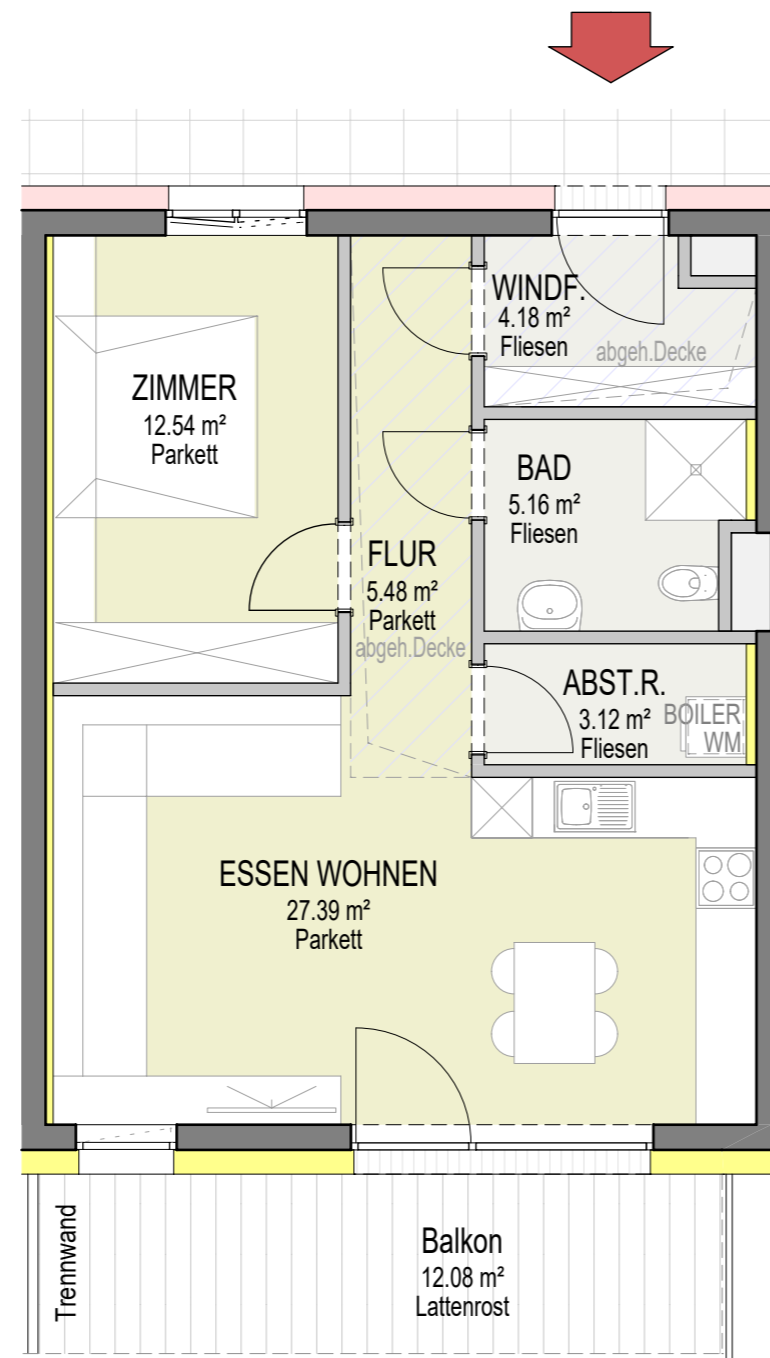 WINDF.
4.18 m²
Fliesen
abgeh.Decke
ZIMMER
12.54 m²
Parkett
BAD
5.16 m²
Fliesen
FLUR
5.48 m²
Parkett
abgeh.Decke
ABST.R.
3.12 m²
Fliesen
BOILER
WM
ESSEN WOHNEN
27.39 m²
Parkett
Trennwand
Balkon
12.08 m²
Lattenrost